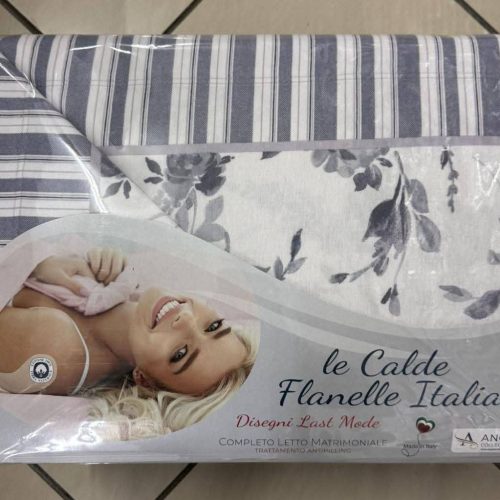 le Calde
Flanelle Italia
Disegni Last Mode
COMPLETO LETTO MATRIMONIALE
TRATTAMENTO ANTIPILLING
Made in Italy